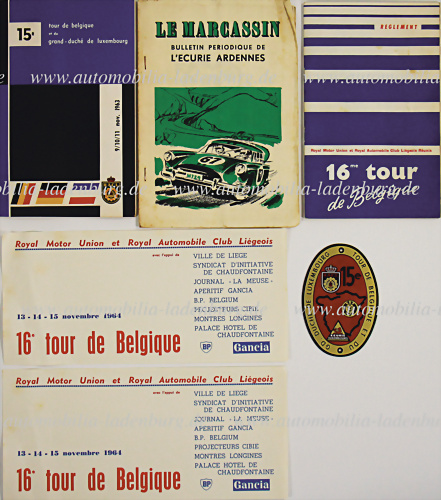 15e
tour de belgique
et du
grand-duché de luxembourg
9/10/11 nov. 1963
LE MARCASSIN
BULLETIN PERIODIQUE DE
L'ECURIE ARDENNES
67
REGLEMENT
Royal Motor Union et Royal Automobile Club Liégeois Réunis
16me tour
de Belgique
www.automobilia-ladenburg.de
Royal Motor Union et Royal Automobile Club Liégeois
avec l'appui de
VILLE DE LIEGE
SYNDICAT D'INITIATIVE
DE CHAUDFONTAINE
JOURNAL "LA MEUSE"
APERITIF GANCIA
B.P. BELGIUM
PROJECTEURS CIBIE
MONTRES LONGINES
PALACE HOTEL DE
CHAUDFONTAINE
13 - 14 - 15 novembre 1964
16e tour de Belgique
BP
Gancia
TOUR DE BELGIQUE ET DU
GD DUCHE LUXEMBOURG
15e
Royal Motor Union et Royal Automobile Club Liégeois
avec l'appui de
VILLE DE LIEGE
SYNDICAT D'INITIATIVE
DE CHAUDFONTAINE
JOURNAL "LA MEUSE"
APERITIF GANCIA
B.P. BELGIUM
PROJECTEURS CIBIE
MONTRES LONGINES
PALACE HOTEL DE
CHAUDFONTAINE
13 - 14 - 15 novembre 1964
16e tour de Belgique
BP
Gancia